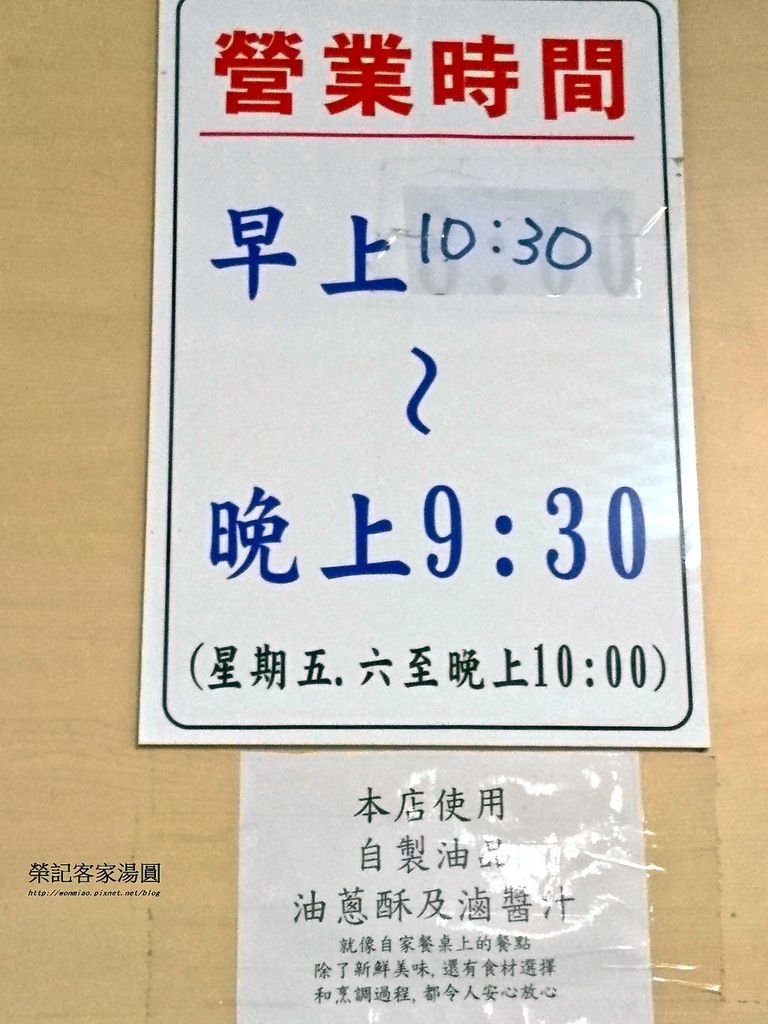 營業時間
早上10:30
~
晚上9:30
(星期五.六至晚上10:00)
本店使用
自製油品
油蔥酥及滷醬汁
就像自家餐桌上的餐點
除了新鮮美味,還有食材選擇
和烹調過程,都令人安心放心
榮記客家湯圓
http://wonmiao.pixnet.net/blog